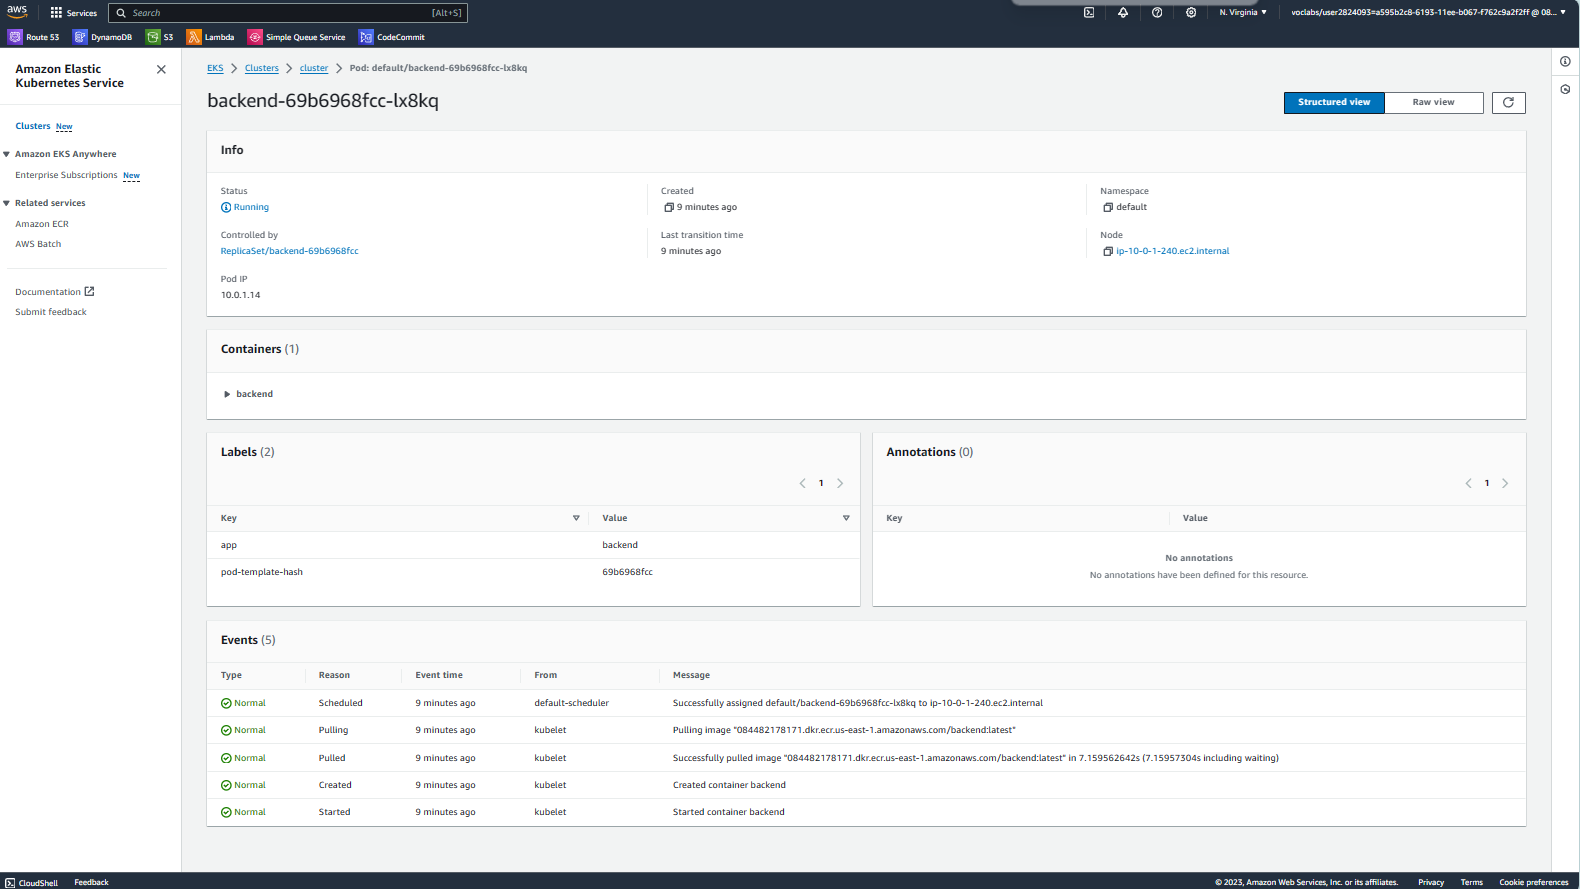 aws
Services
Search
[Alt+S]
N. Virginia
voclabs/user2824093=a595b2c8-6193-11ee-b067-f762c9a2f2ff @ 08...
Route 53
DynamoDB
S3
Lambda
Simple Queue Service
CodeCommit
Amazon Elastic
Kubernetes Service
Clusters New
Amazon EKS Anywhere
Enterprise Subscriptions New
Related services
Amazon ECR
AWS Batch
Documentation
Submit feedback
EKS
Clusters
cluster
Pod: default/backend-69b6968fcc-lx8kq
backend-69b6968fcc-lx8kq
Structured view
Raw view
Info
Status
Running
Created
9 minutes ago
Namespace
default
Controlled by
ReplicaSet/backend-69b6968fcc
Last transition time
9 minutes ago
Node
ip-10-0-1-240.ec2.internal
Pod IP
10.0.1.14
Containers (1)
backend
Labels (2)
1
Key Value
app backend
pod-template-hash 69b6968fcc
Annotations (0)
1
Key Value
No annotations
No annotations have been defined for this resource.
Events (5)
Type Reason Event time From Message
Normal Scheduled 9 minutes ago default-scheduler Successfully assigned default/backend-69b6968fcc-lx8kq to ip-10-0-1-240.ec2.internal
Normal Pulling 9 minutes ago kubelet Pulling image "084482178171.dkr.ecr.us-east-1.amazonaws.com/backend:latest"
Normal Pulled 9 minutes ago kubelet Successfully pulled image "084482178171.dkr.ecr.us-east-1.amazonaws.com/backend:latest" in 7.159562642s (7.15957304s including waiting)
Normal Created 9 minutes ago kubelet Created container backend
Normal Started 9 minutes ago kubelet Started container backend
CloudShell
Feedback
© 2023, Amazon Web Services, Inc. or its affiliates.
Privacy
Terms
Cookie preferences